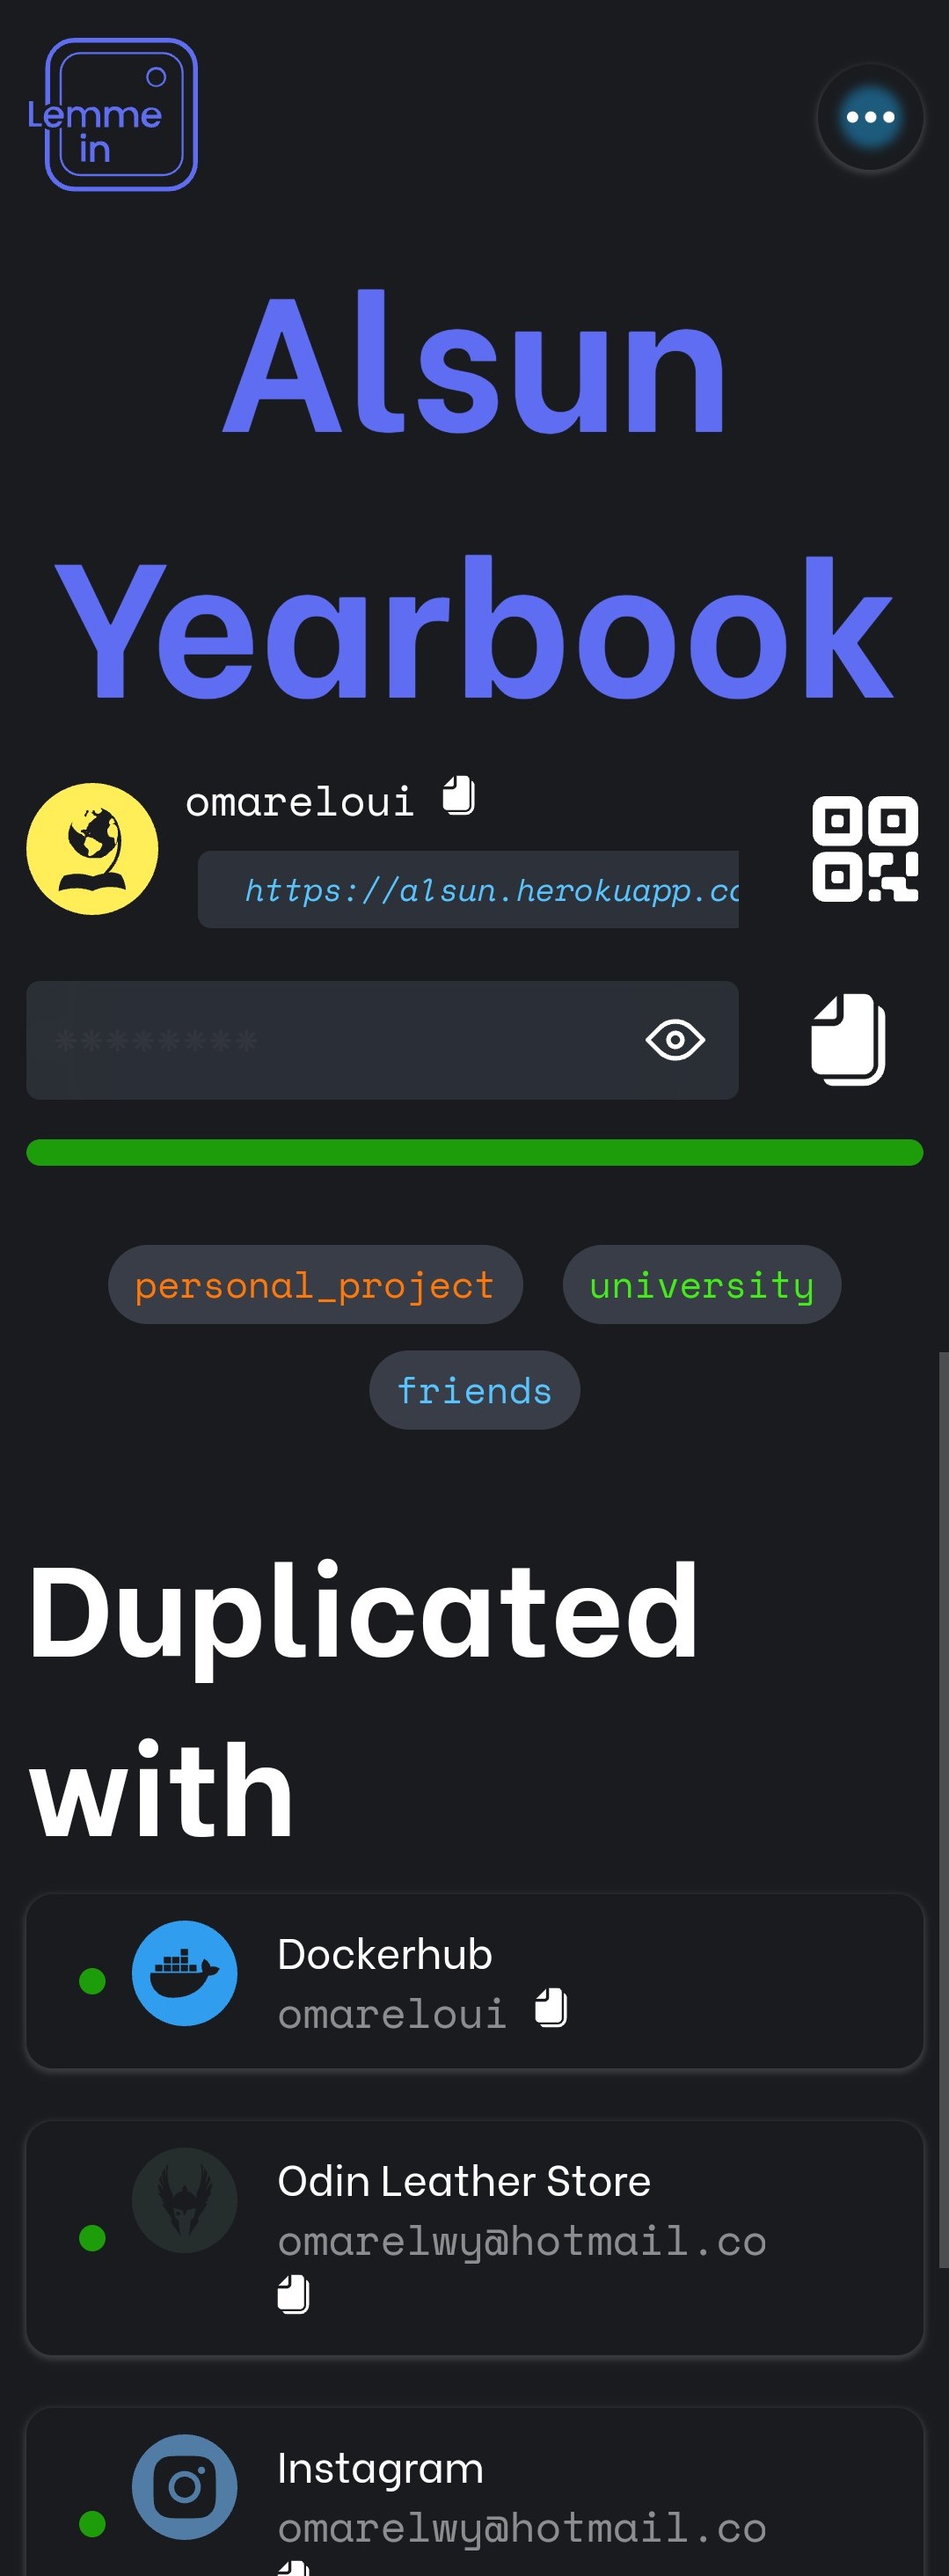 Lemme
in
Alsun
Yearbook
omareloui
https://alsun.herokuapp.co
********
personal_project
university
friends
Duplicated
with
Dockerhub
omareloui
Odin Leather Store
omarelwy@hotmail.co
Instagram
omarelwy@hotmail.co